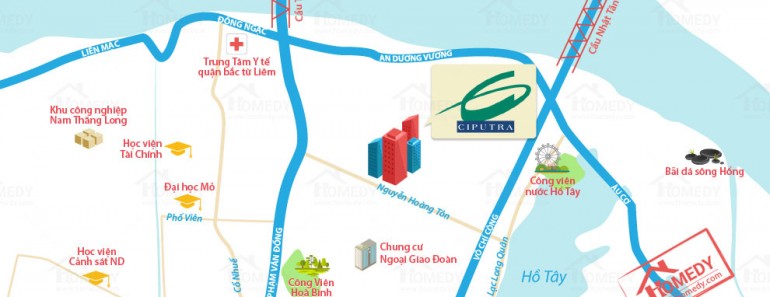 LIÊN MẠC
ĐÔNG NGẠC
Cầu T
Trung Tâm Y tế
quận bắc từ Liêm
AN DƯƠNG VƯƠNG
Cầu Nhật Tân
CIPUTRA
Khu công nghiệp
Nam Thăng Long
Học viện
Tài Chính
Đại học Mỏ
Phố Viên
Học viện
Cảnh sát ND
Cổ Nhuế
PHẠM VĂN ĐỒNG
Công Viên
Hoà Bình
Nguyễn Hoàng Tôn
Chung cư
Ngoại Giao Đoàn
VÕ CHÍ CÔNG
Lạc Long Quân
Công viên
nước Hồ Tây
ÂU CƠ
Bãi đá sông Hồng
Hồ Tây
HOMEDY
homedy.com
HOMEDY